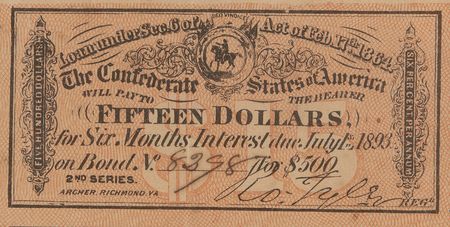 Loan under Sec. 6 of Act of Feb. 17th 1864.
DEO VINDICE
The Confederate States of America
WILL PAY TO THE BEARER
FIFTEEN DOLLARS,
for Six Months Interest due July 1st 1893
on Bond. No. 8398 For $500
2ND SERIES.
Ro. Tyler
ARCHER. RICHMOND. VA. REGR.
FIVE HUNDRED DOLLARS
SIX PER CENT. PER ANNUM